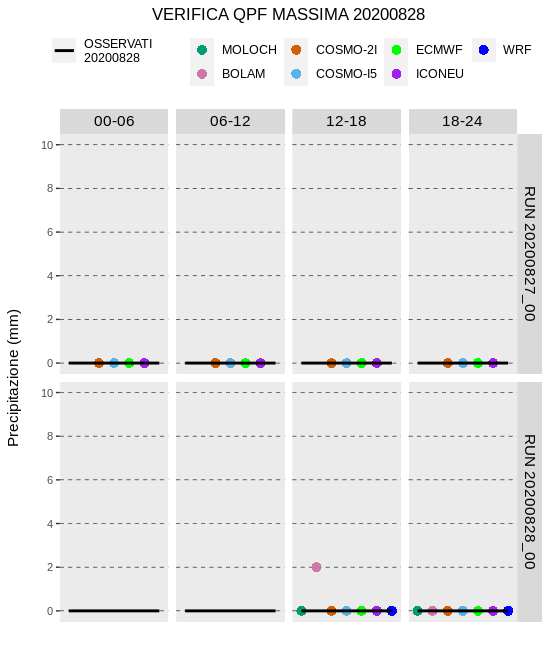 VERIFICA QPF MASSIMA 20200828
OSSERVATI
20200828
MOLOCH
BOLAM
COSMO-2I
COSMO-I5
ECMWF
ICONEU
WRF
00-06
06-12
12-18
18-24
10
8
6
4
2
0
RUN 20200827_00
Precipitazione (mm)
10
8
6
4
2
0
RUN 20200828_00